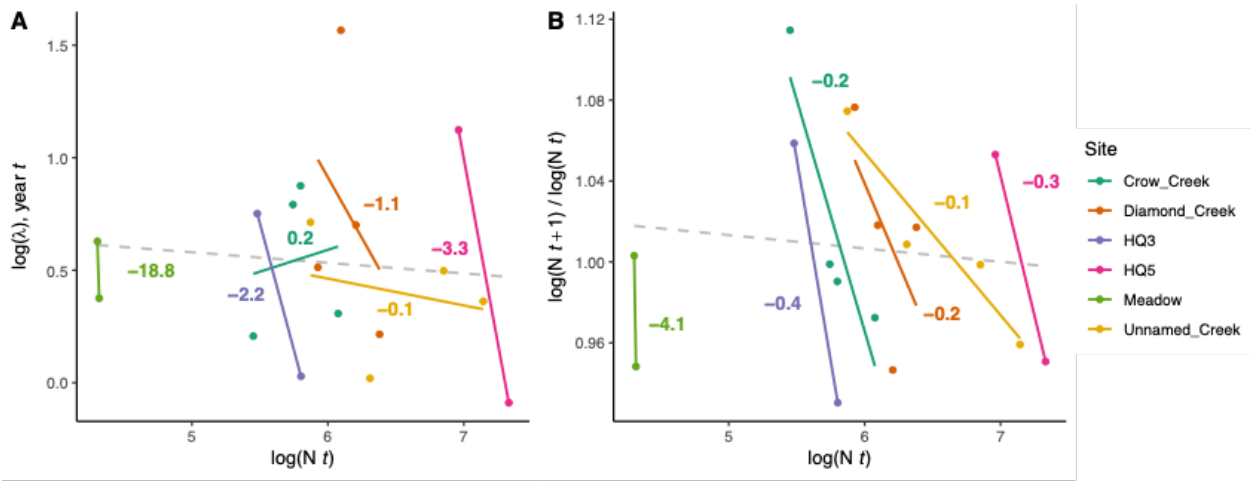 A
log(λ), year t
1.5
1.0
0.5
0.0
−18.8
−2.2
0.2
−1.1
−0.1
−3.3
5
6
7
log(N t)
B
log(N t + 1) / log(N t)
1.12
1.08
1.04
1.00
0.96
−4.1
−0.4
−0.2
−0.2
−0.1
−0.3
5
6
7
log(N t)
Site
Crow_Creek
Diamond_Creek
HQ3
HQ5
Meadow
Unnamed_Creek